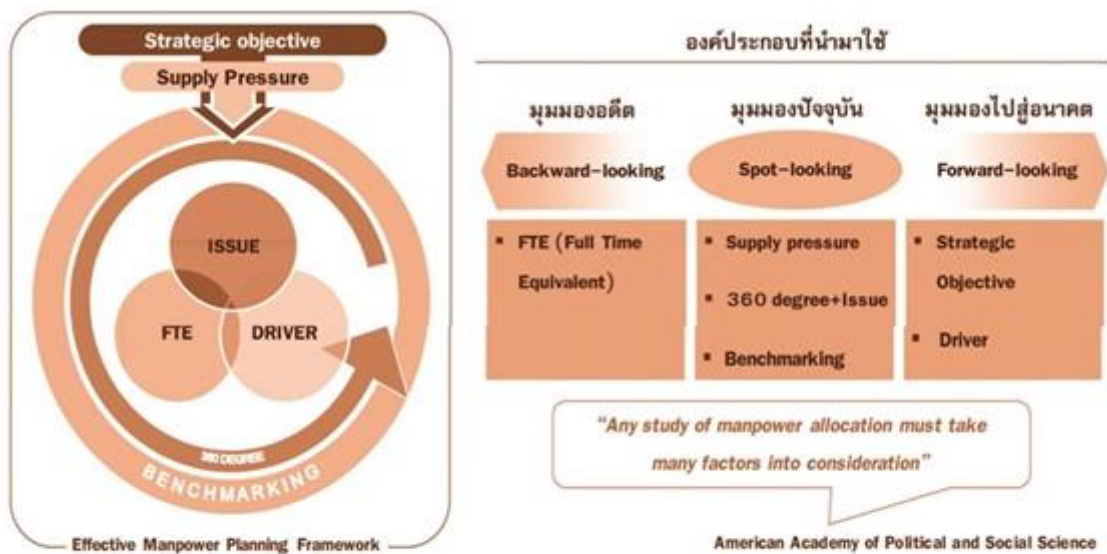 Strategic objective
Supply Pressure
ISSUE
FTE
DRIVER
360 DEGREE
BENCHMARKING
Effective Manpower Planning Framework
องค์ประกอบที่นำมาใช้
มุมมองอดีต
มุมมองปัจจุบัน
มุมมองไปสู่อนาคต
Backward-looking
Spot-looking
Forward-looking
▪ FTE (Full Time
Equivalent)
▪ Supply pressure
▪ 360 degree+Issue
▪ Benchmarking
▪ Strategic
Objective
▪ Driver
"Any study of manpower allocation must take
many factors into consideration"
American Academy of Political and Social Science